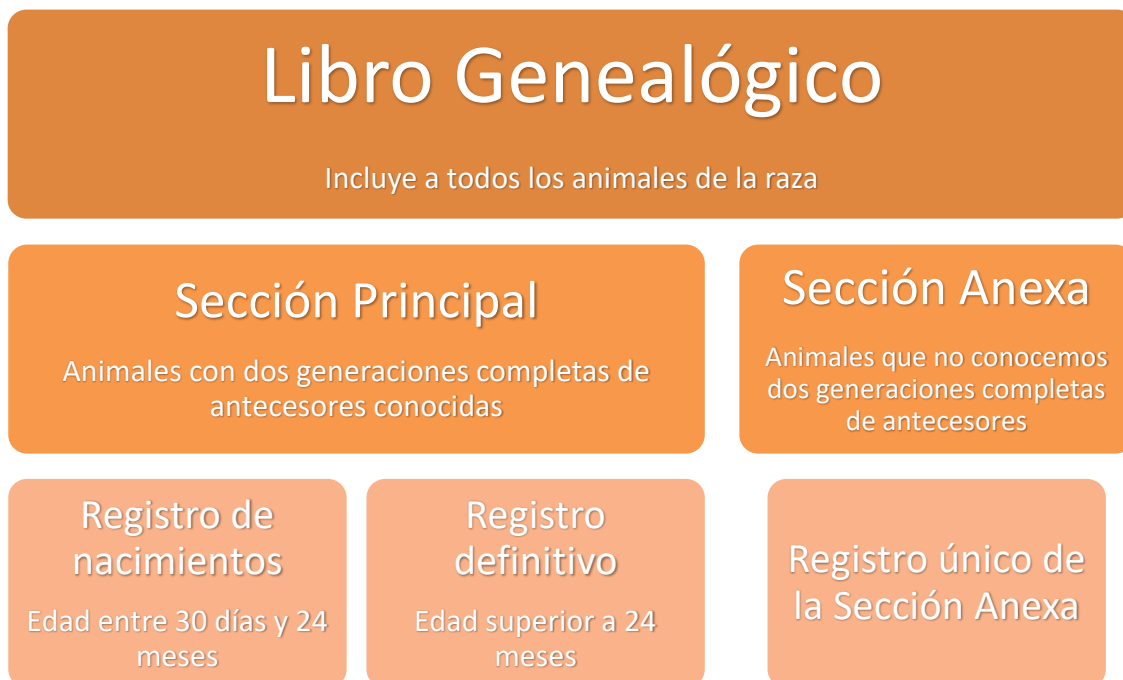 Libro Genealógico
Incluye a todos los animales de la raza
Sección Principal
Animales con dos generaciones completas de
antecesores conocidas
Sección Anexa
Animales que no conocemos
dos generaciones completas
de antecesores
Registro de
nacimientos
Edad entre 30 días y 24
meses
Registro
definitivo
Edad superior a 24
meses
Registro único de
la Sección Anexa